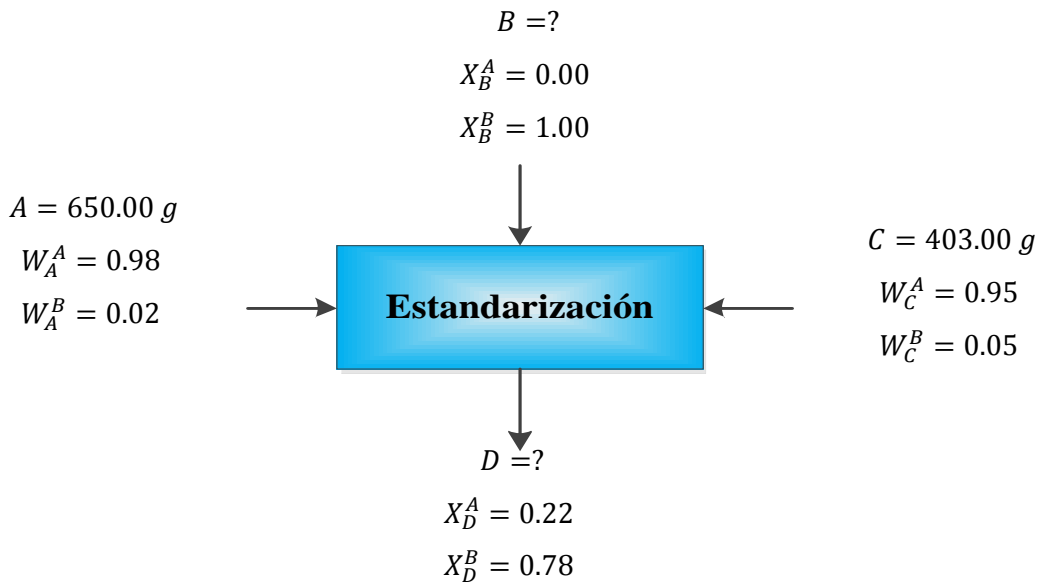 B =?
X_B^A = 0.00
X_B^B = 1.00
A = 650.00 g
W_A^A = 0.98
W_A^B = 0.02
Estandarización
C = 403.00 g
W_C^A = 0.95
W_C^B = 0.05
D =?
X_D^A = 0.22
X_D^B = 0.78